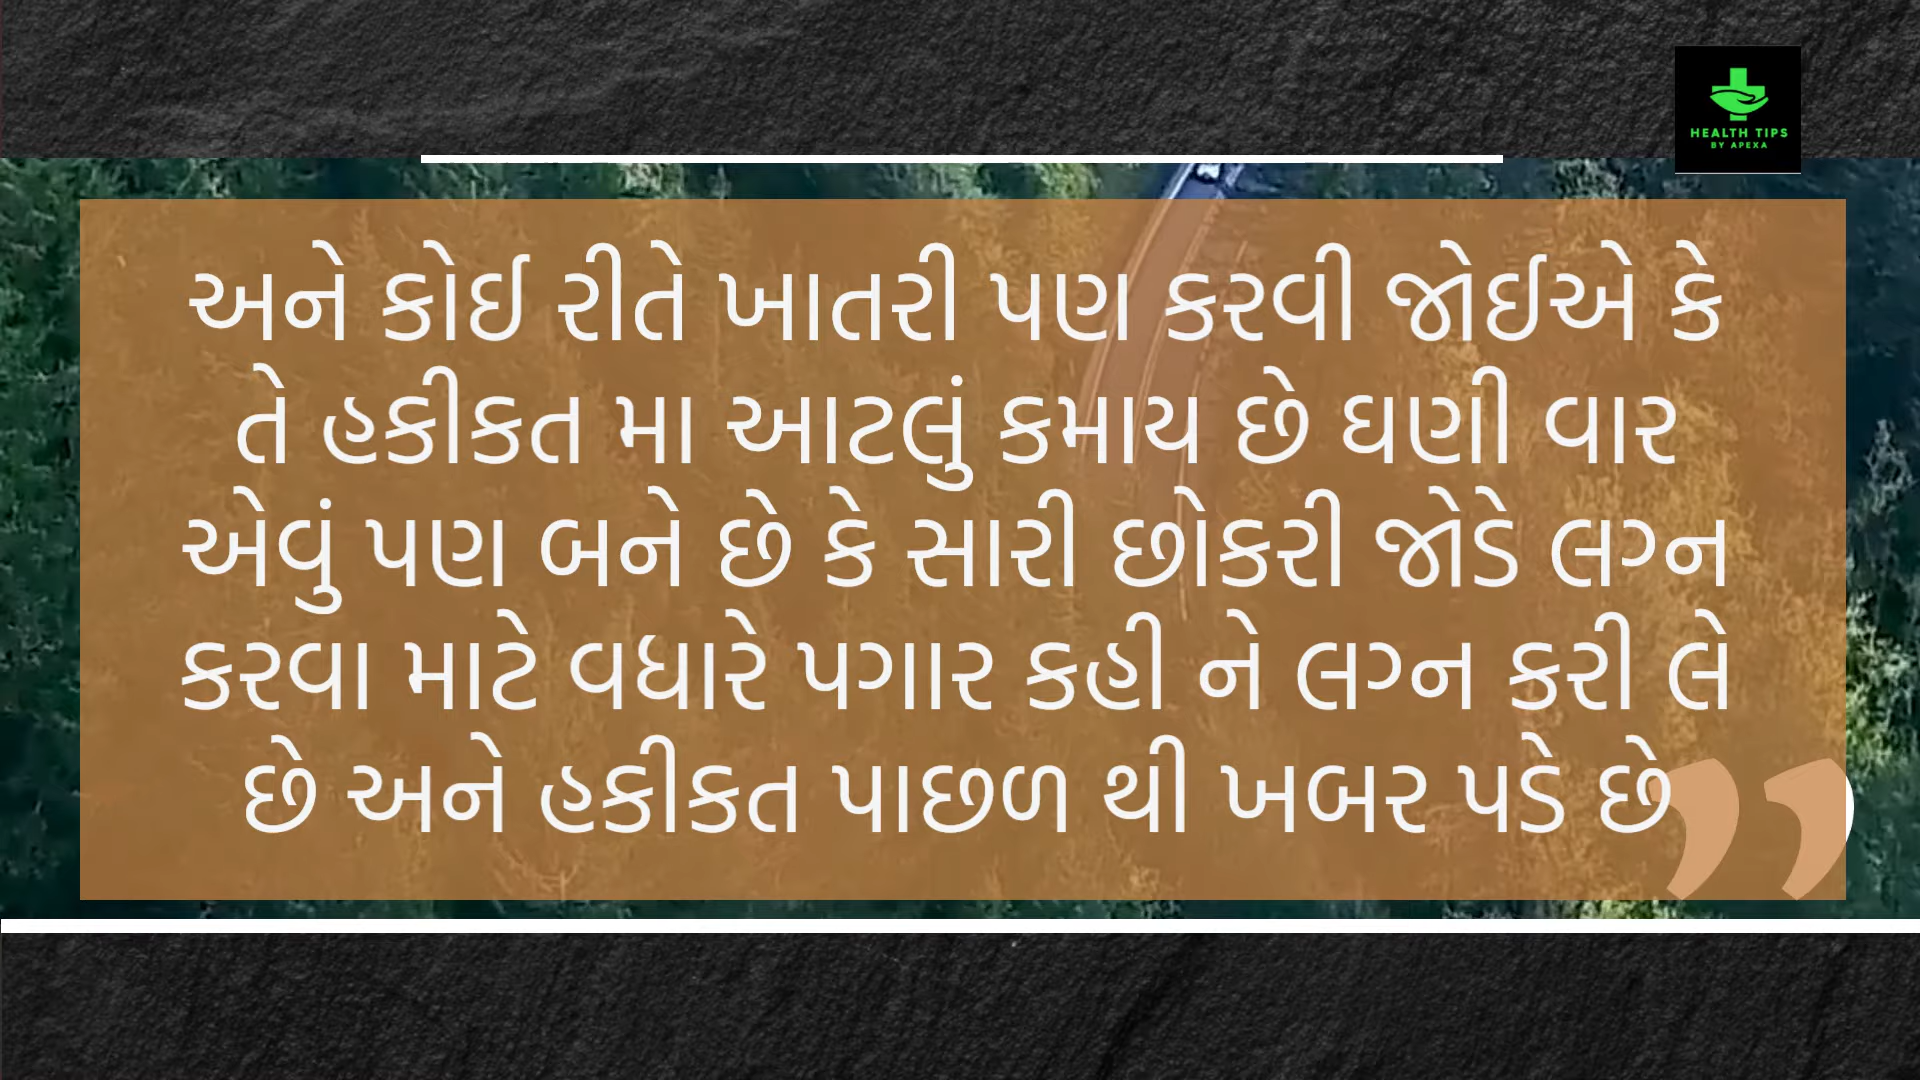 HEALTH TIPS
BY APEXA
અને કોઈ રીતે ખાતરી પણ કરવી જોઈએ કે
તે હકીકત મા આટલું કમાય છે ઘણી વાર
એવું પણ બને છે કે સારી છોકરી જોડે લગ્ન
કરવા માટે વધારે પગાર કહી ને લગ્ન કરી લે
છે અને હકીકત પાછળ થી ખબર પડે છે
”